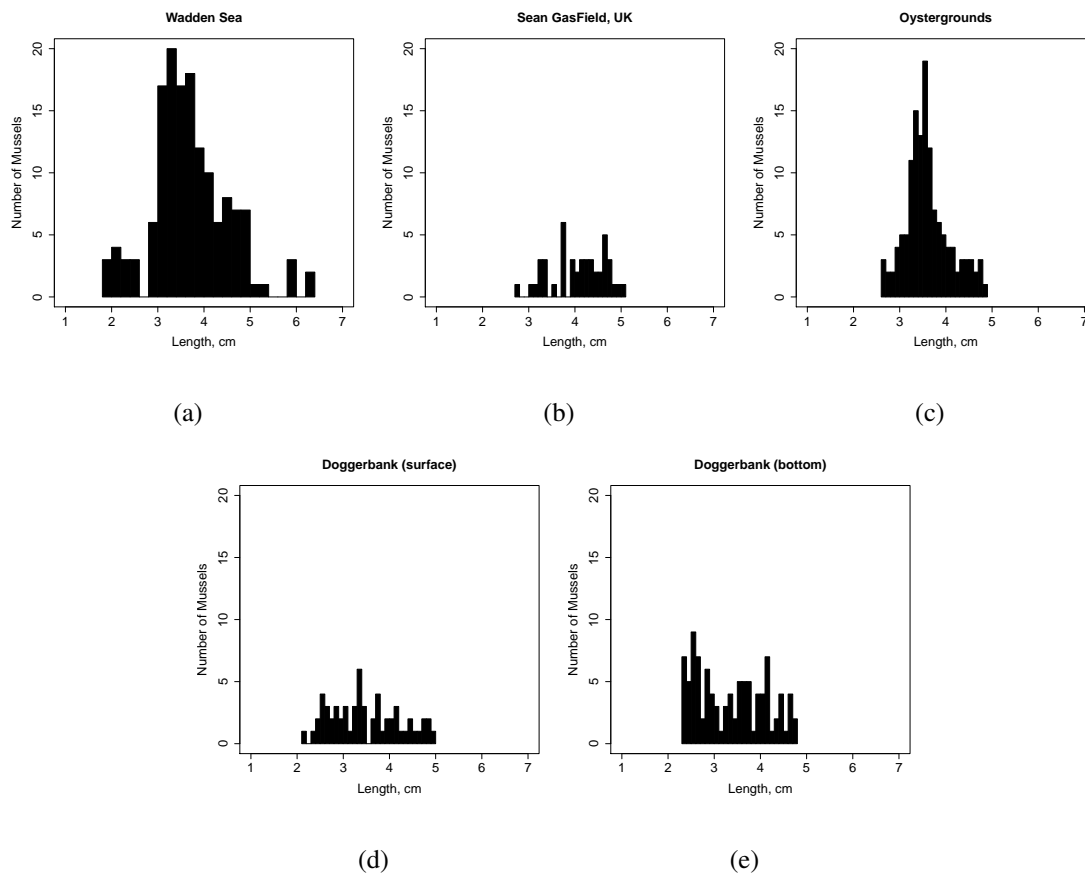 Wadden Sea
Number of Mussels
0 5 10 15 20
1 2 3 4 5 6 7
Length, cm
(a)
Sean GasField, UK
Number of Mussels
0 5 10 15 20
1 2 3 4 5 6 7
Length, cm
(b)
Oystergrounds
Number of Mussels
0 5 10 15 20
1 2 3 4 5 6 7
Length, cm
(c)
Doggerbank (surface)
Number of Mussels
0 5 10 15 20
1 2 3 4 5 6 7
Length, cm
(d)
Doggerbank (bottom)
Number of Mussels
0 5 10 15 20
1 2 3 4 5 6 7
Length, cm
(e)